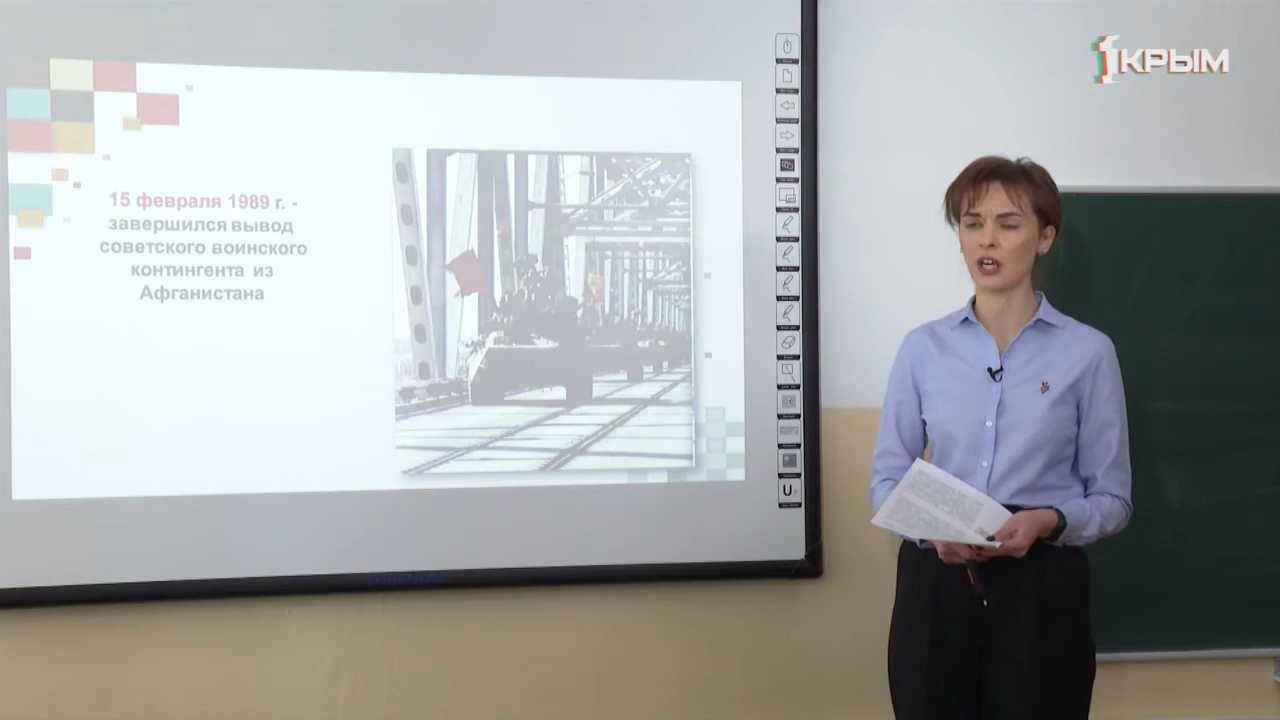 1КРЫМ
15 февраля 1989 г. -
завершился вывод
советского воинского
контингента из
Афганистана
U